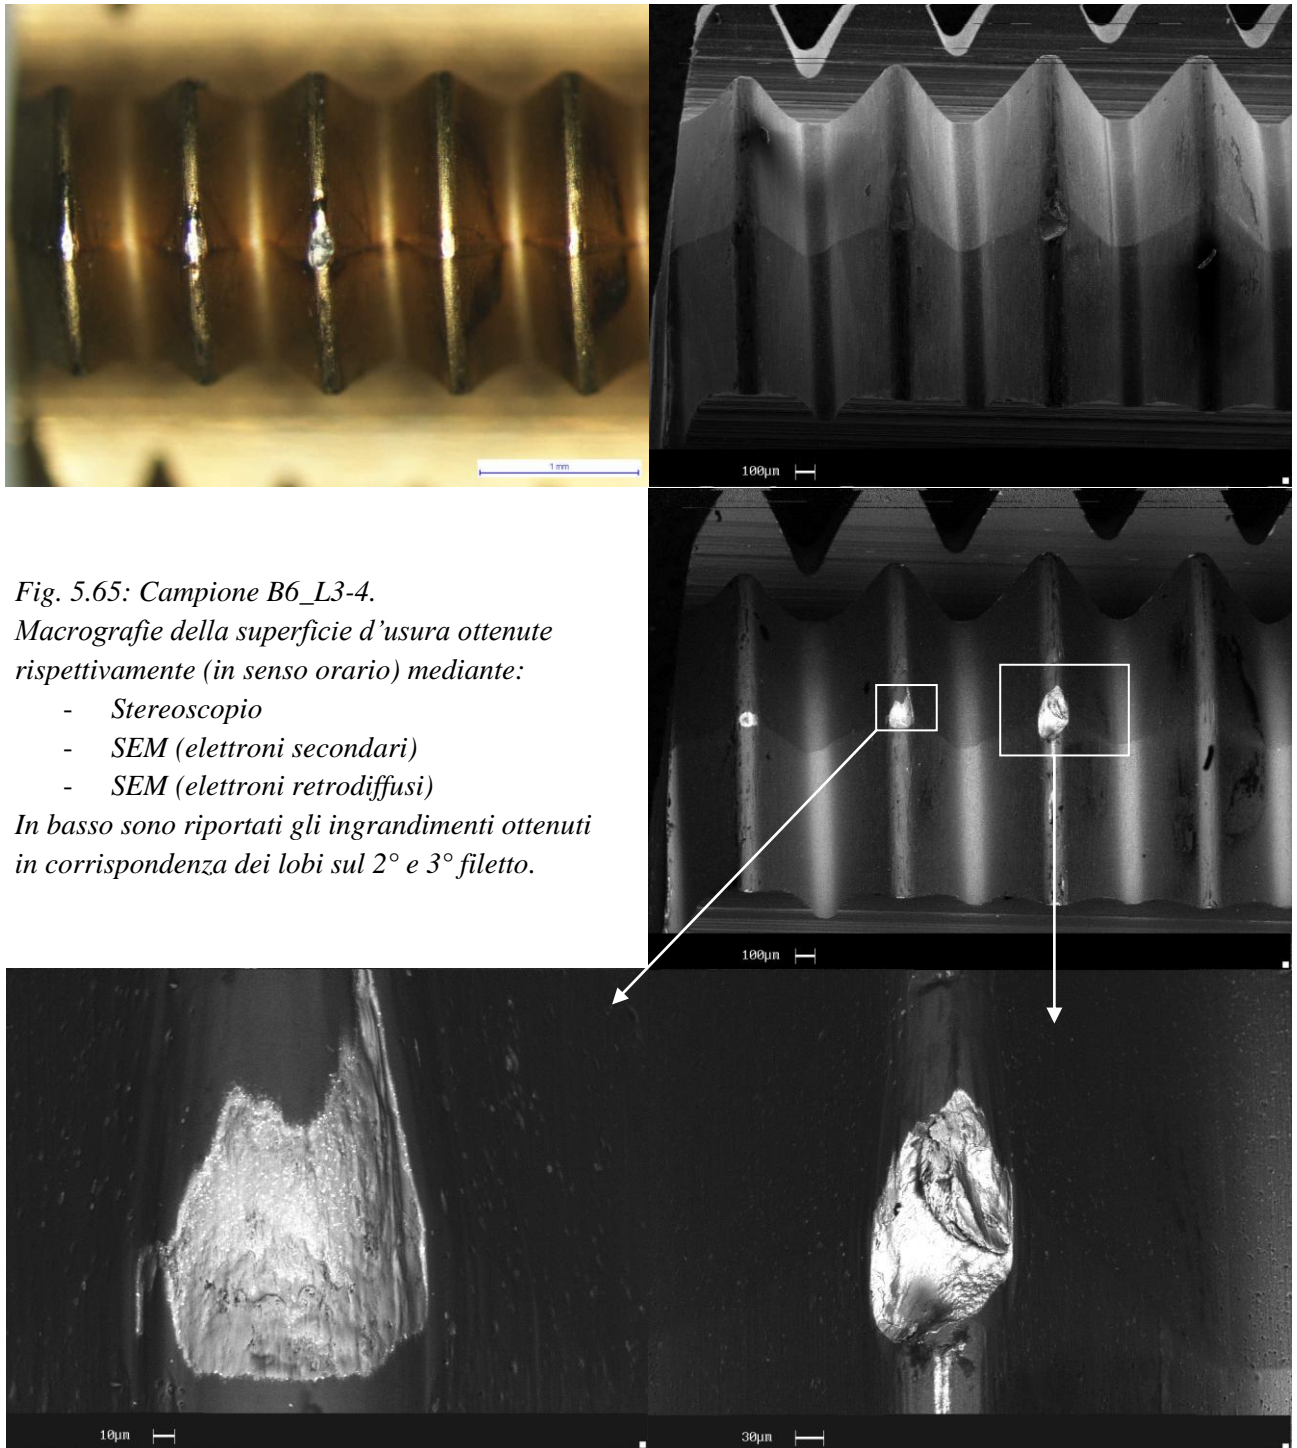 1 mm
100µm
Fig. 5.65: Campione B6_L3-4.
Macrografie della superficie d’usura ottenute
rispettivamente (in senso orario) mediante:
- Stereoscopio
- SEM (elettroni secondari)
- SEM (elettroni retrodiffusi)
In basso sono riportati gli ingrandimenti ottenuti
in corrispondenza dei lobi sul 2° e 3° filetto.
100µm
10µm
30µm